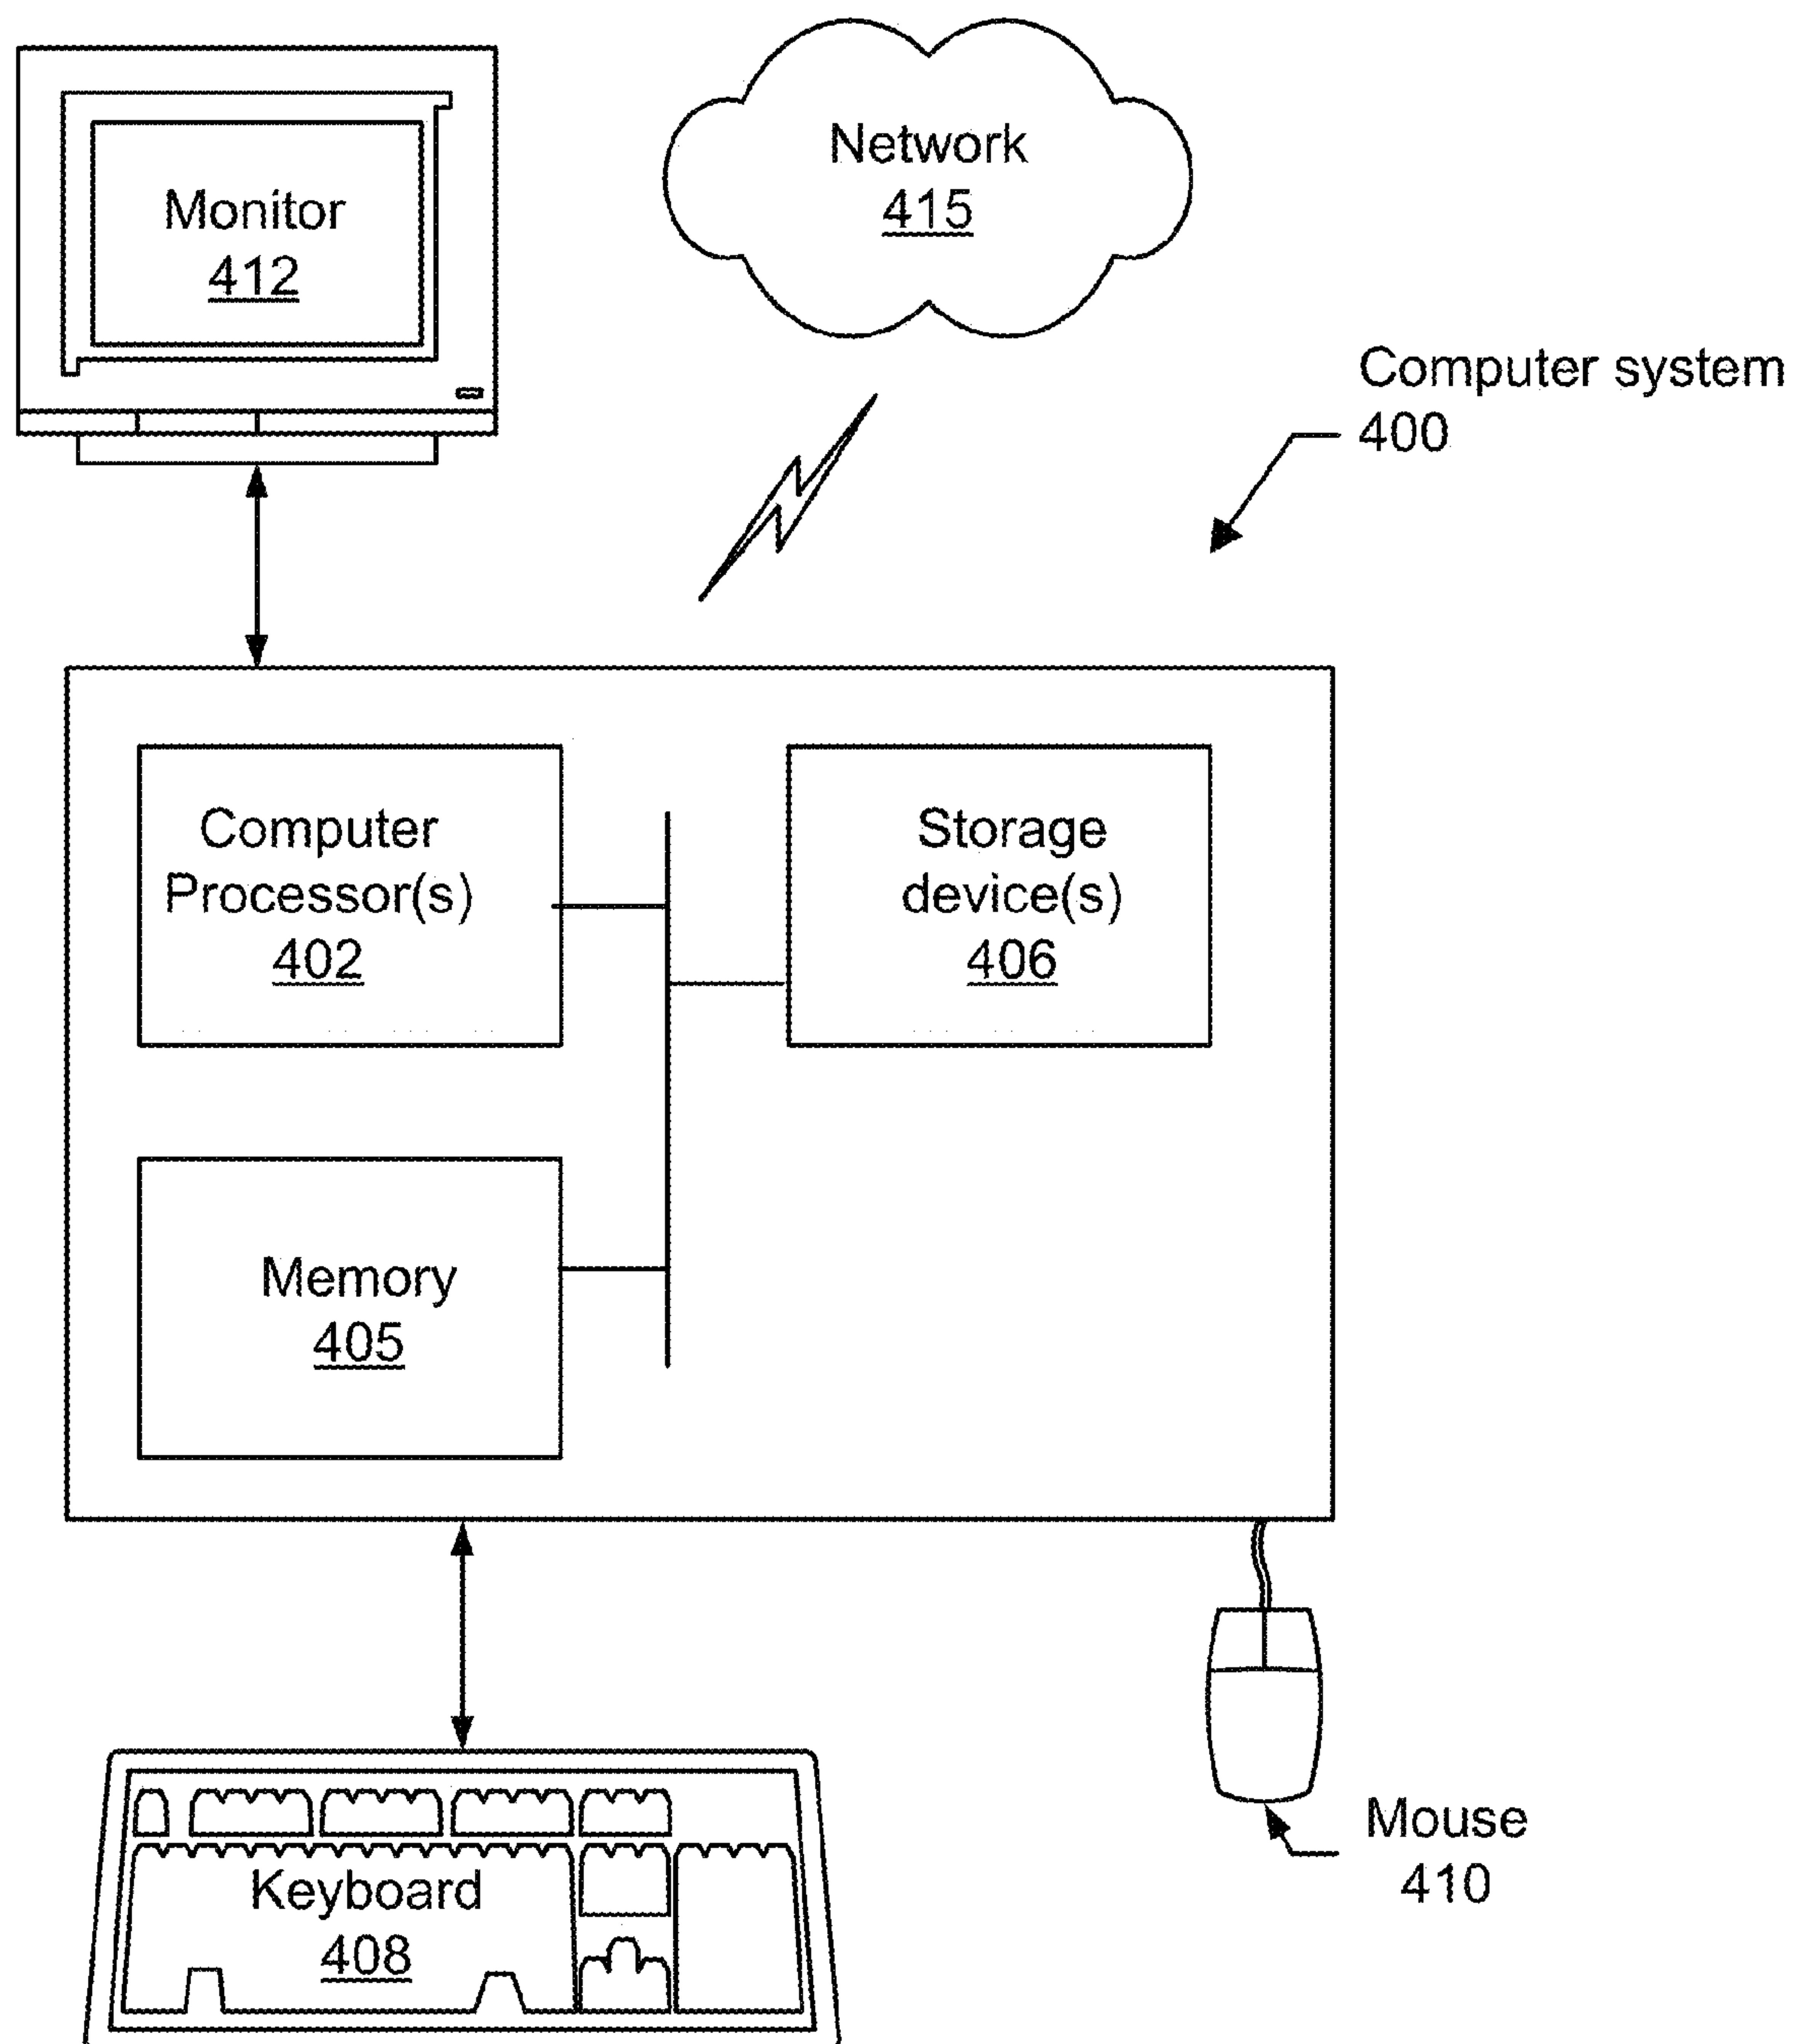 Monitor
412
Network
415
Computer system
400
Computer
Processor(s)
402
Storage
device(s)
406
Memory
405
Keyboard
408
Mouse
410